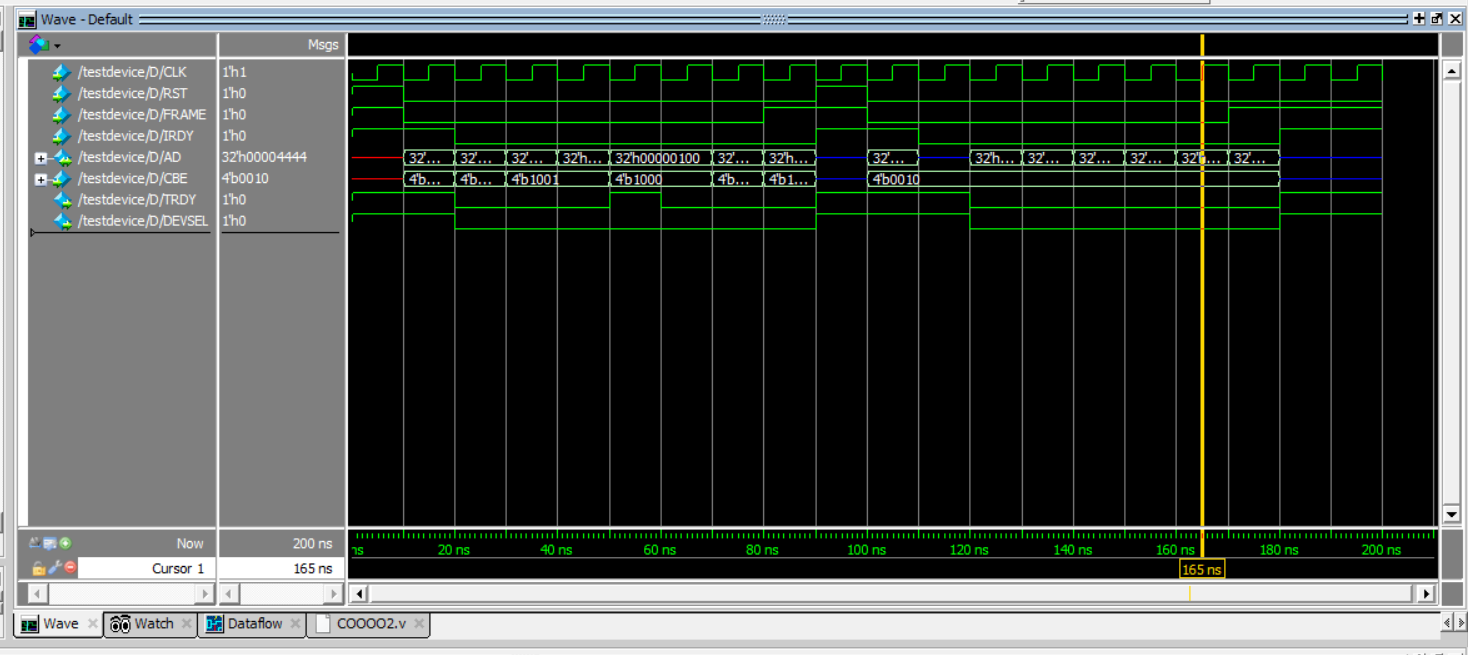 Wave - Default
Msgs
/testdevice/D/CLK 1'h1
/testdevice/D/RST 1'h0
/testdevice/D/FRAME 1'h0
/testdevice/D/IRDY 1'h0
/testdevice/D/AD 32'h00004444 32'... 32'... 32'... 32'h... 32'h00000100 32'... 32'h... 32'... 32'h... 32'... 32'... 32'... 32'... 32'...
/testdevice/D/CBE 4'b0010 4'b... 4'b... 4'b1001 4'b1000 4'b... 4'b1... 4'b0010
/testdevice/D/TRDY 1'h0
/testdevice/D/DEVSEL 1'h0
Now 200 ns ns 20 ns 40 ns 60 ns 80 ns 100 ns 120 ns 140 ns 160 ns 180 ns 200 ns
Cursor 1 165 ns 165 ns
Wave Watch Dataflow COOOO2.v